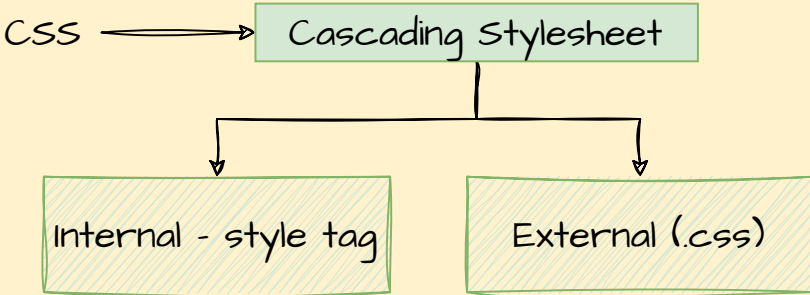 CSS
Cascading Stylesheet
Internal - style tag
External (.css)